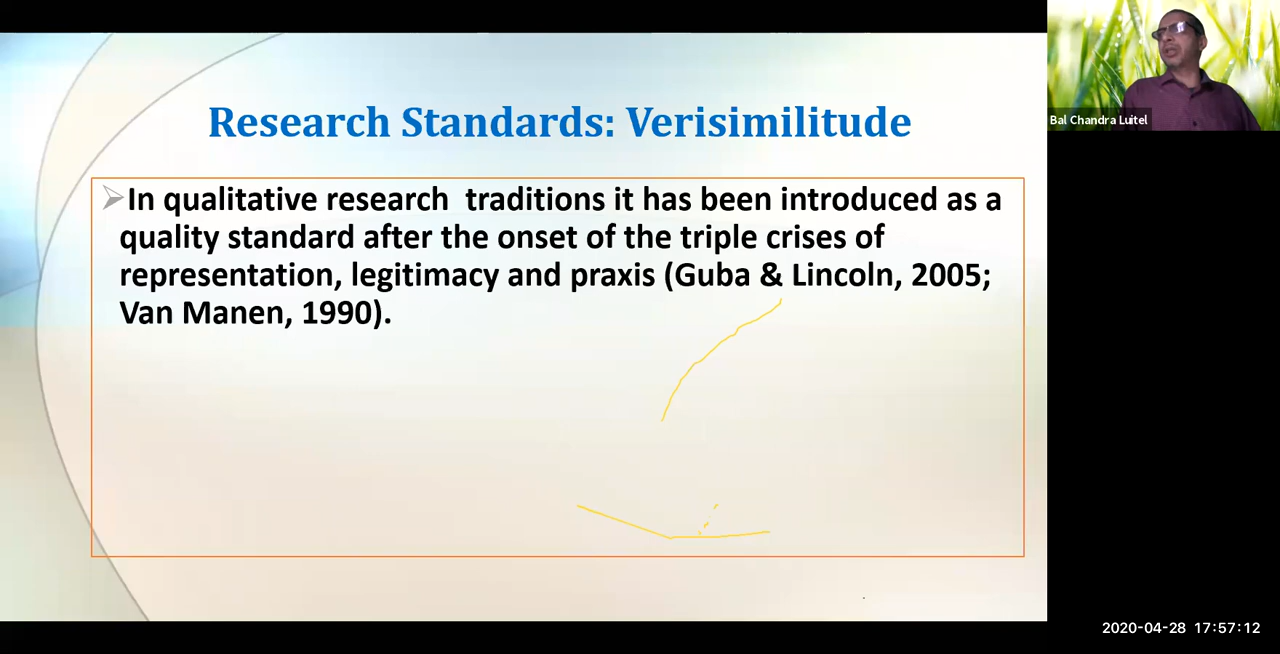 Research Standards: Verisimilitude
➢In qualitative research traditions it has been introduced as a
quality standard after the onset of the triple crises of
representation, legitimacy and praxis (Guba & Lincoln, 2005;
Van Manen, 1990).
Bal Chandra Luitel
2020-04-28 17:57:12